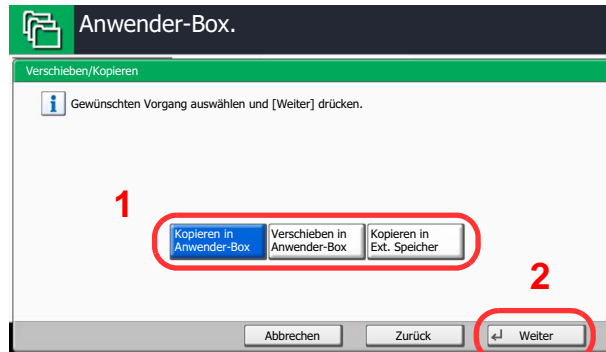 Anwender-Box.
Verschieben/Kopieren
i Gewünschten Vorgang auswählen und [Weiter] drücken.
1
Kopieren in Anwender-Box
Verschieben in Anwender-Box
Kopieren in Ext. Speicher
2
Abbrechen Zurück Weiter